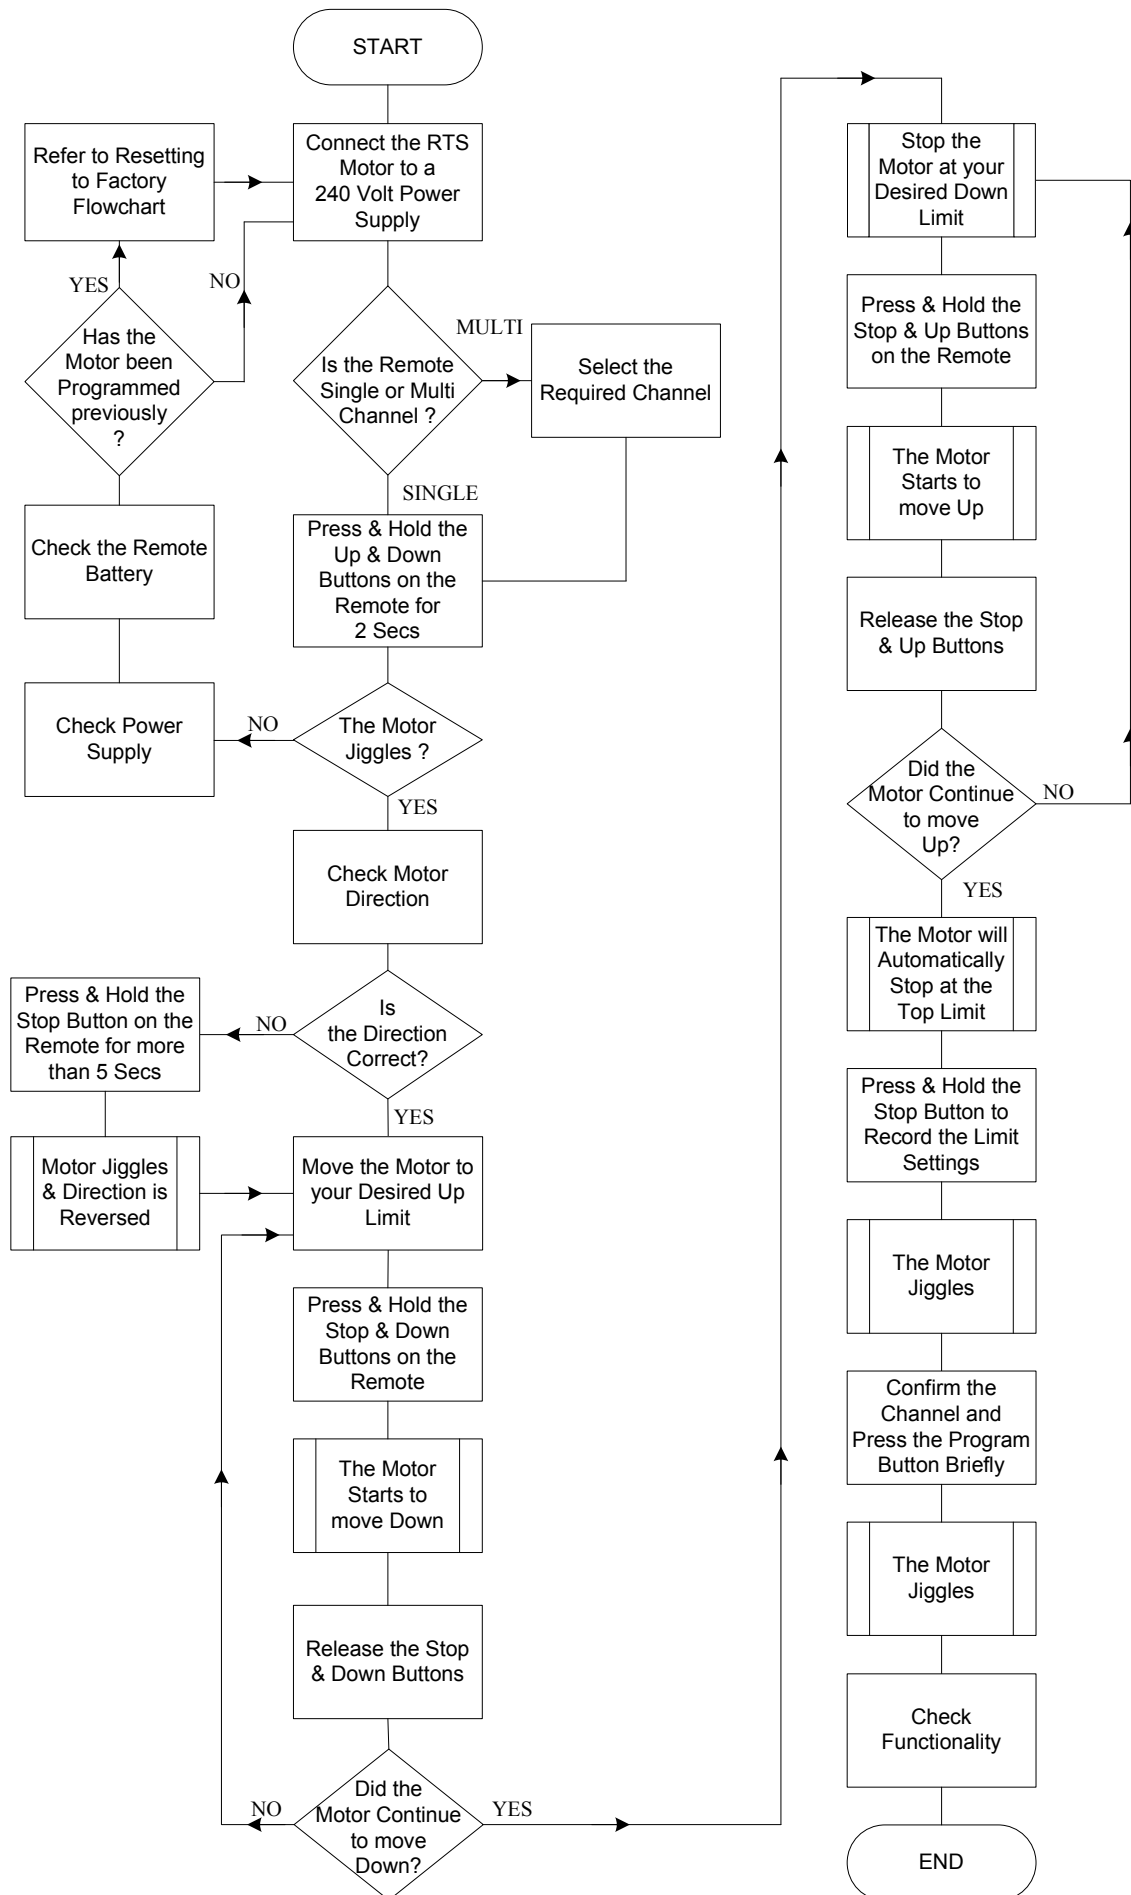 START
Connect the RTS
Motor to a
240 Volt Power
Supply
Refer to Resetting
to Factory
Flowchart
YES
NO
Has the
Motor been
Programmed
previously
?
Is the Remote
Single or Multi
Channel ?
MULTI
Select the
Required Channel
SINGLE
Press & Hold the
Up & Down
Buttons on the
Remote for
2 Secs
Check the Remote
Battery
Check Power
Supply
NO
The Motor
Jiggles ?
YES
Check Motor
Direction
Is
the Direction
Correct?
NO
Press & Hold the
Stop Button on the
Remote for more
than 5 Secs
YES
Motor Jiggles
& Direction is
Reversed
Move the Motor to
your Desired Up
Limit
Press & Hold the
Stop & Down
Buttons on the
Remote
The Motor
Starts to
move Down
Release the Stop
& Down Buttons
Did the
Motor Continue
to move
Down?
NO
YES
Stop the
Motor at your
Desired Down
Limit
Press & Hold the
Stop & Up Buttons
on the Remote
The Motor
Starts to
move Up
Release the Stop
& Up Buttons
Did the
Motor Continue
to move
Up?
NO
YES
The Motor will
Automatically
Stop at the
Top Limit
Press & Hold the
Stop Button to
Record the Limit
Settings
The Motor
Jiggles
Confirm the
Channel and
Press the Program
Button Briefly
The Motor
Jiggles
Check
Functionality
END